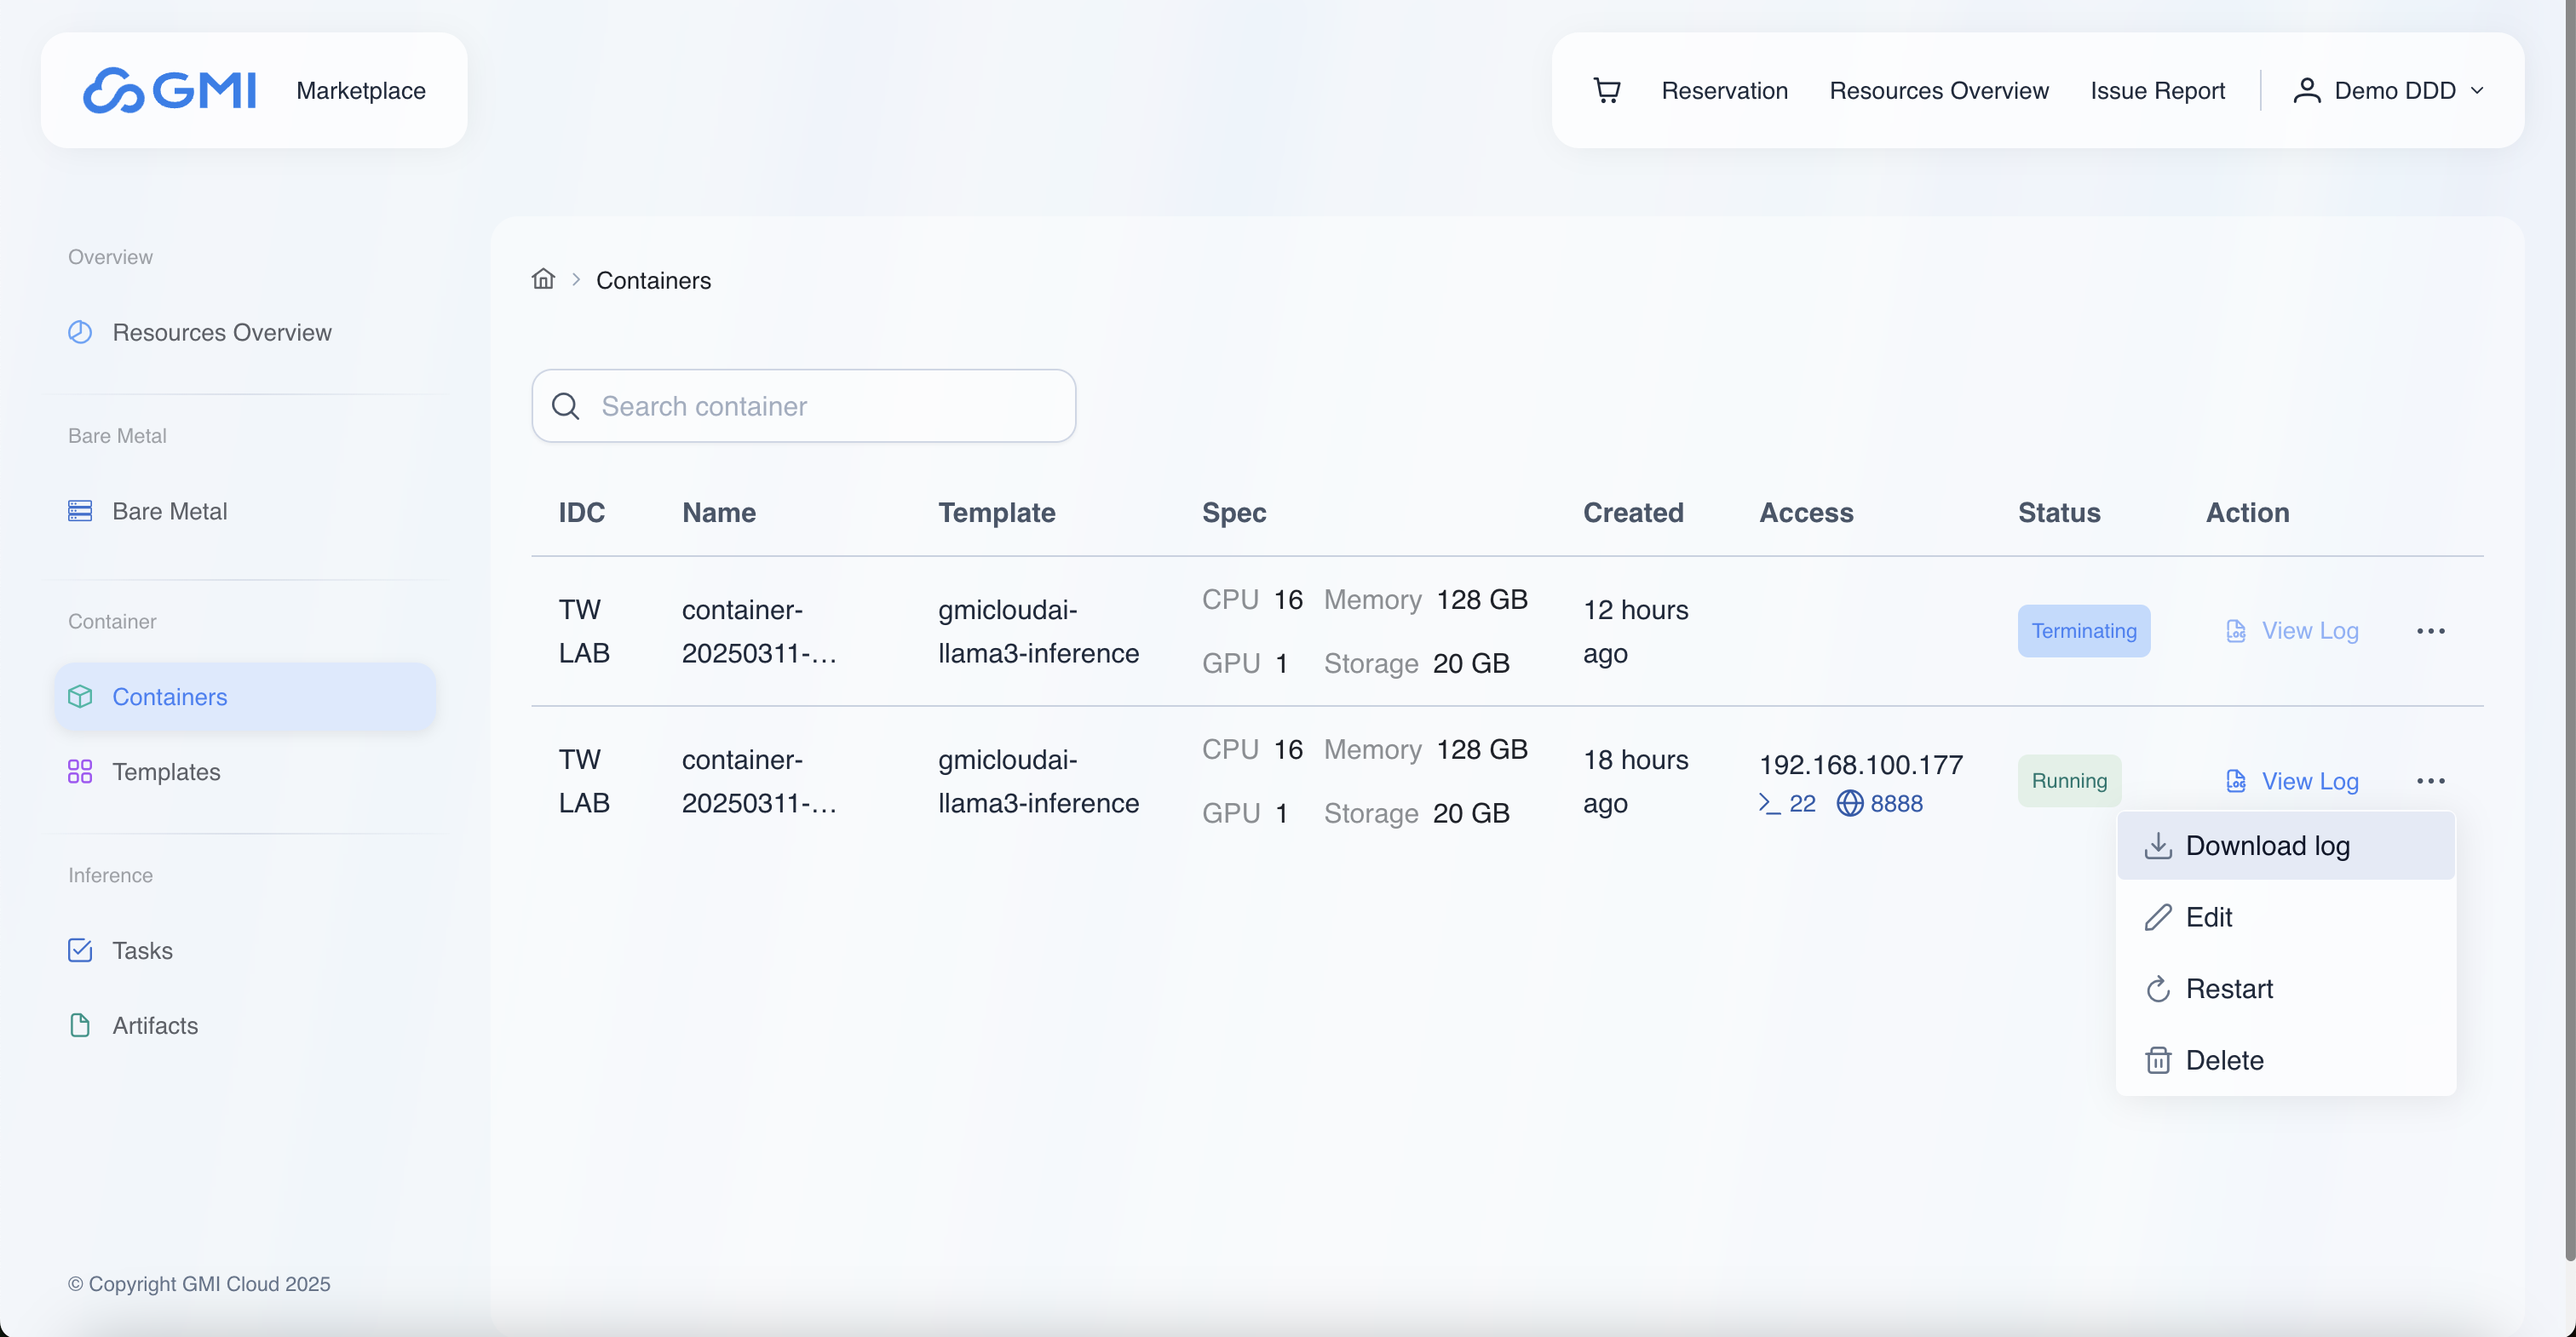 GMI Marketplace
Reservation Resources Overview Issue Report Demo DDD
Overview
Resources Overview
Bare Metal
Bare Metal
Container
Containers
Templates
Inference
Tasks
Artifacts
© Copyright GMI Cloud 2025
Containers
Search container
IDC Name Template Spec Created Access Status Action
TW LAB
container-
20250311-...
gmicloudai-
llama3-inference
CPU 16 Memory 128 GB
GPU 1 Storage 20 GB
12 hours
ago
Terminating
View Log
TW LAB
container-
20250311-...
gmicloudai-
llama3-inference
CPU 16 Memory 128 GB
GPU 1 Storage 20 GB
18 hours
ago
192.168.100.177
22 8888
Running
View Log
Download log
Edit
Restart
Delete